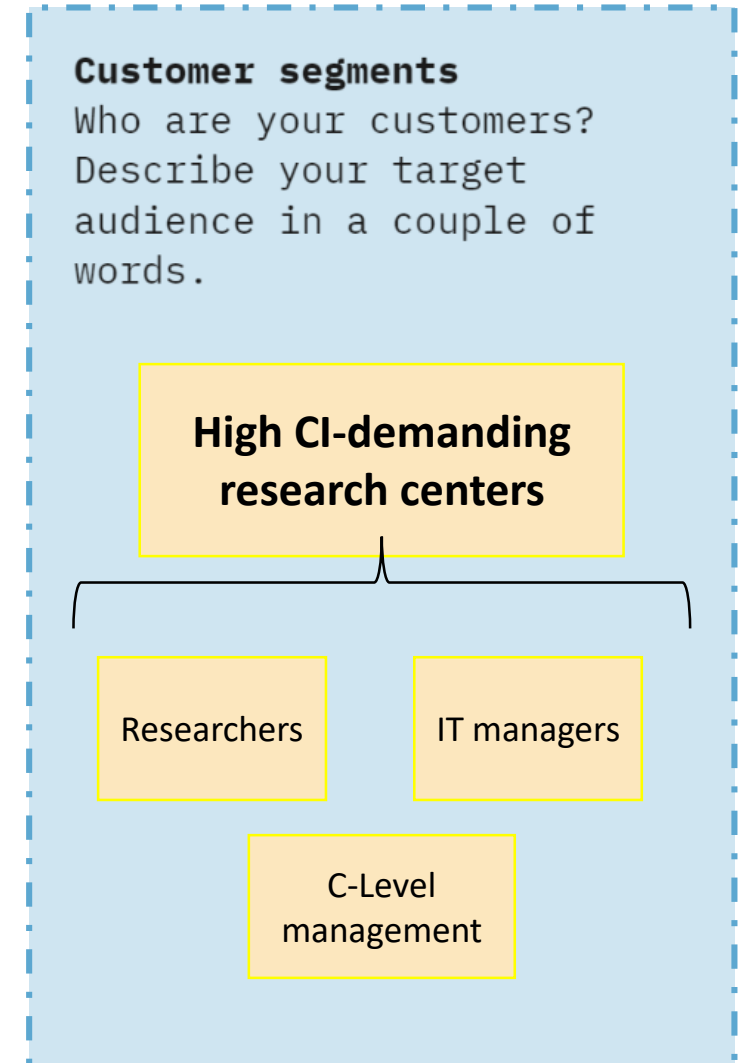 Customer segments
Who are your customers?
Describe your target
audience in a couple of
words.
High CI-demanding
research centers
Researchers
IT managers
C-Level
management